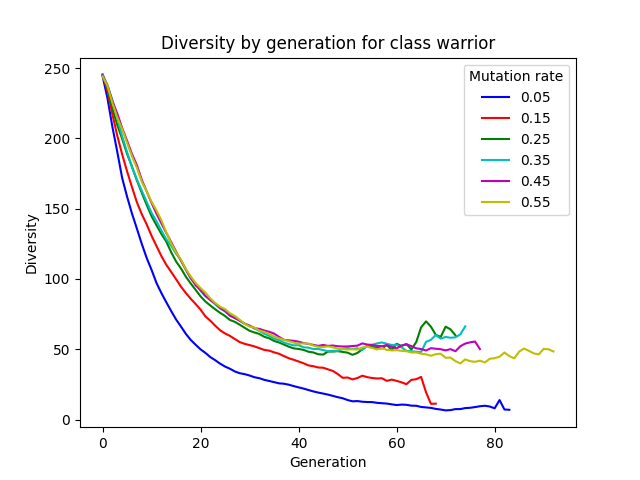 Diversity by generation for class warrior
250
200
150
100
50
0
Diversity
0 20 40 60 80
Generation
Mutation rate
0.05
0.15
0.25
0.35
0.45
0.55